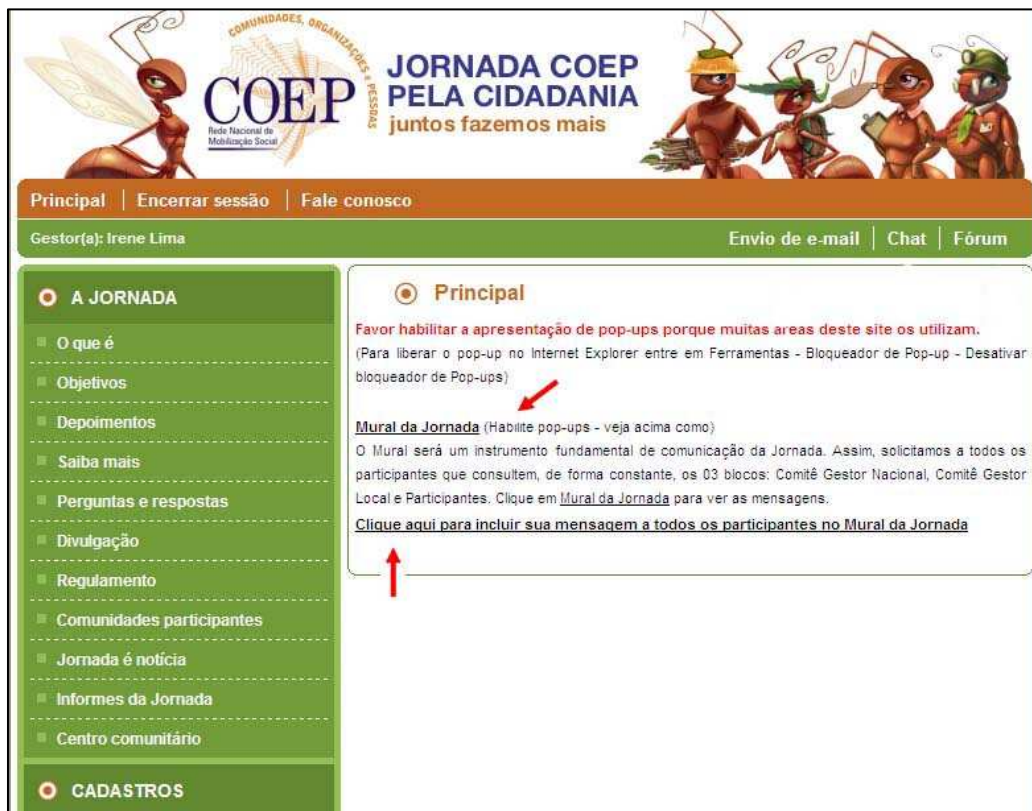 COMUNIDADES, ORGANIZAÇÕES e PESSOAS
COEP
Rede Nacional de
Mobilização Social
JORNADA COEP
PELA CIDADANIA
juntos fazemos mais
Principal | Encerrar sessão | Fale conosco
Gestor(a): Irene Lima
Envio de e-mail | Chat | Fórum
A JORNADA
O que é
Objetivos
Depoimentos
Saiba mais
Perguntas e respostas
Divulgação
Regulamento
Comunidades participantes
Jornada é notícia
Informes da Jornada
Centro comunitário
CADASTROS
Principal
Favor habilitar a apresentação de pop-ups porque muitas areas deste site os utilizam.
(Para liberar o pop-up no Internet Explorer entre em Ferramentas - Bloqueador de Pop-up - Desativar
bloqueador de Pop-ups)
Mural da Jornada (Habilite pop-ups - veja acima como)
O Mural será um instrumento fundamental de comunicação da Jornada. Assim, solicitamos a todos os
participantes que consultem, de forma constante, os 03 blocos: Comitê Gestor Nacional, Comitê Gestor
Local e Participantes. Clique em Mural da Jornada para ver as mensagens.
Clique aqui para incluir sua mensagem a todos os participantes no Mural da Jornada